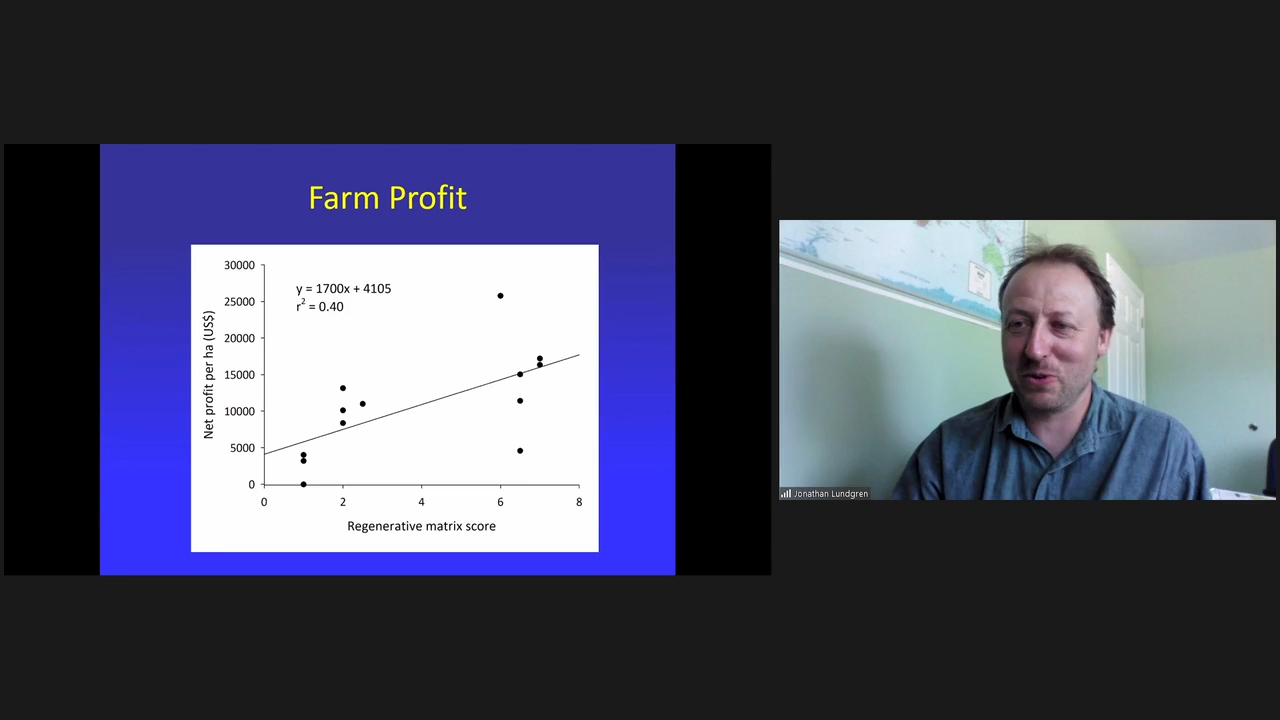 Farm Profit
30000
25000
20000
15000
10000
5000
0
Net profit per ha (US$)
y = 1700x + 4105
r² = 0.40
0 2 4 6 8
Regenerative matrix score
Jonathan Lundgren